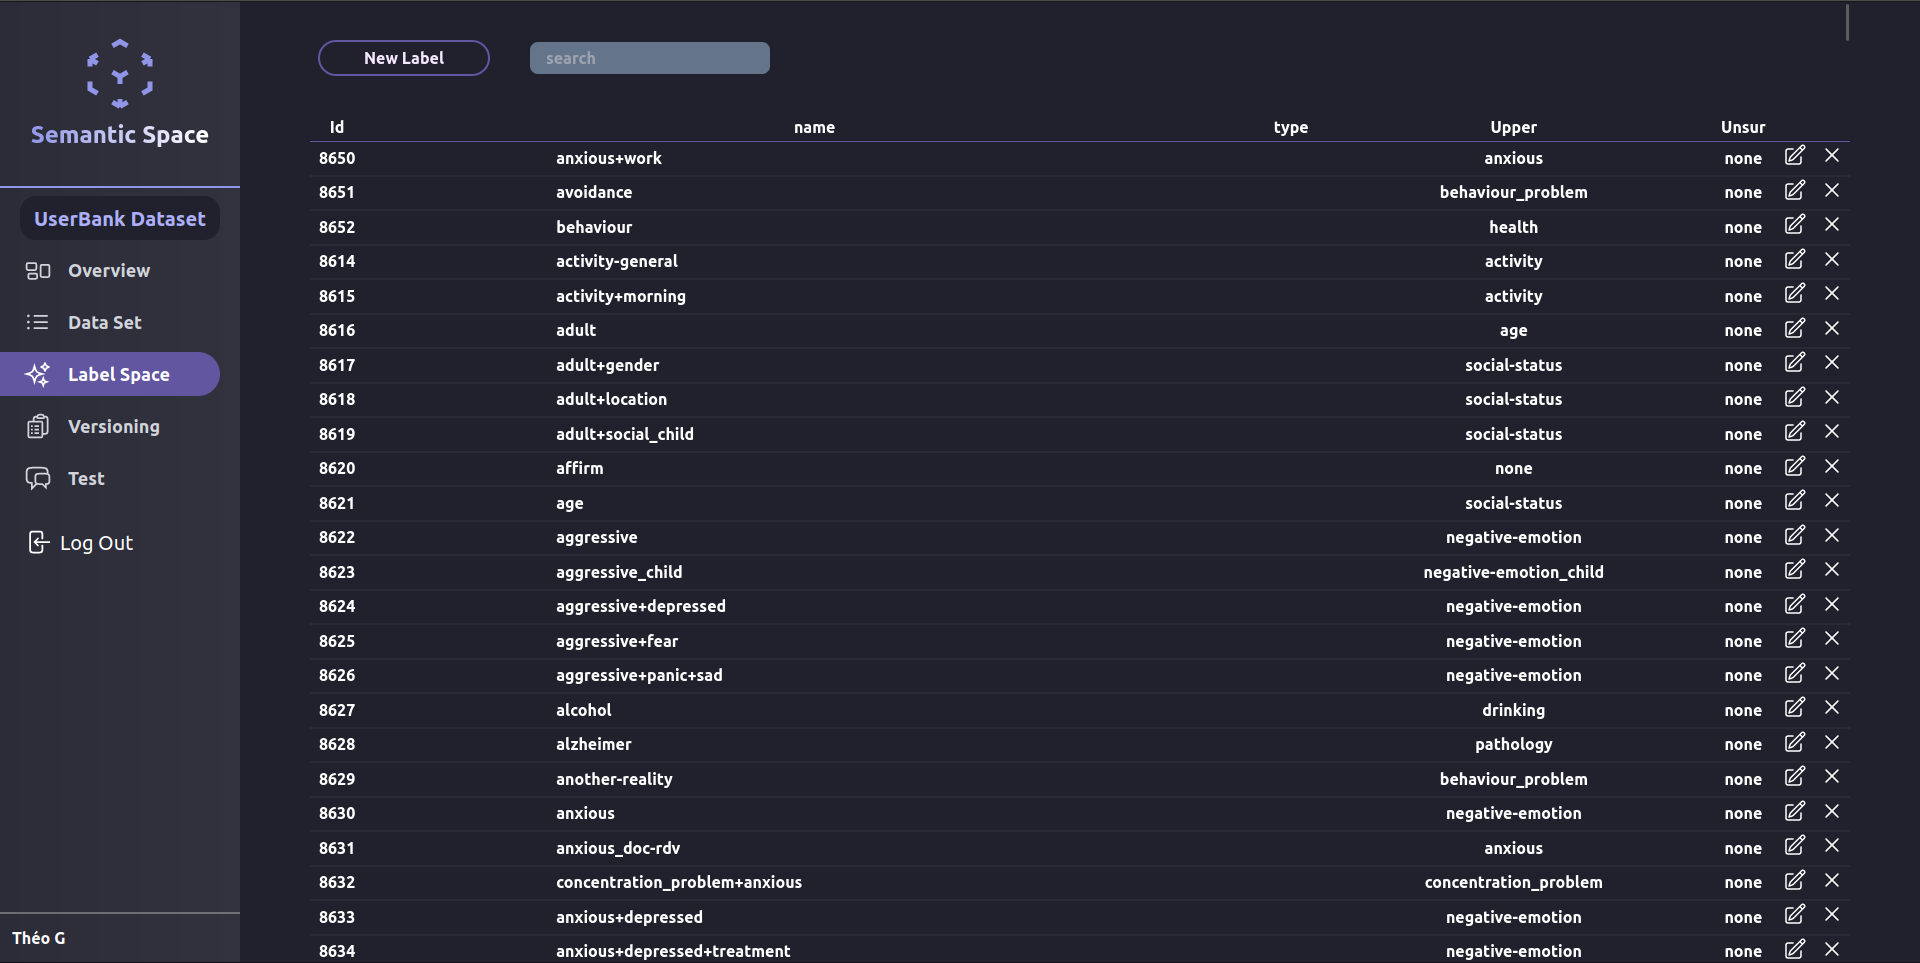 Semantic Space
UserBank Dataset
Overview
Data Set
Label Space
Versioning
Test
Log Out
Théo G
New Label
search
Id name type Upper Unsur
8650 anxious+work anxious none
8651 avoidance behaviour_problem none
8652 behaviour health none
8614 activity-general activity none
8615 activity+morning activity none
8616 adult age none
8617 adult+gender social-status none
8618 adult+location social-status none
8619 adult+social_child social-status none
8620 affirm none none
8621 age social-status none
8622 aggressive negative-emotion none
8623 aggressive_child negative-emotion_child none
8624 aggressive+depressed negative-emotion none
8625 aggressive+fear negative-emotion none
8626 aggressive+panic+sad negative-emotion none
8627 alcohol drinking none
8628 alzheimer pathology none
8629 another-reality behaviour_problem none
8630 anxious negative-emotion none
8631 anxious_doc-rdv anxious none
8632 concentration_problem+anxious concentration_problem none
8633 anxious+depressed negative-emotion none
8634 anxious+depressed+treatment negative-emotion none